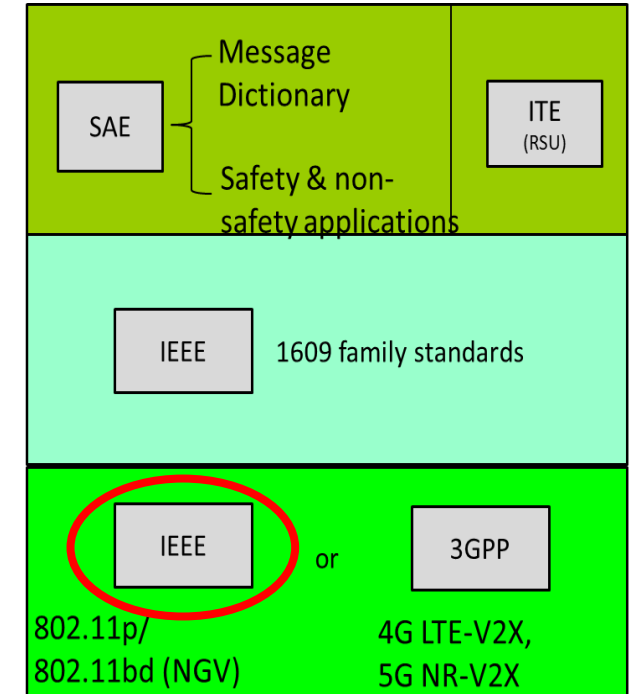 SAE
Message
Dictionary
Safety & non-
safety applications
ITE
(RSU)
IEEE
1609 family standards
IEEE
or
3GPP
802.11p/
802.11bd (NGV)
4G LTE-V2X,
5G NR-V2X